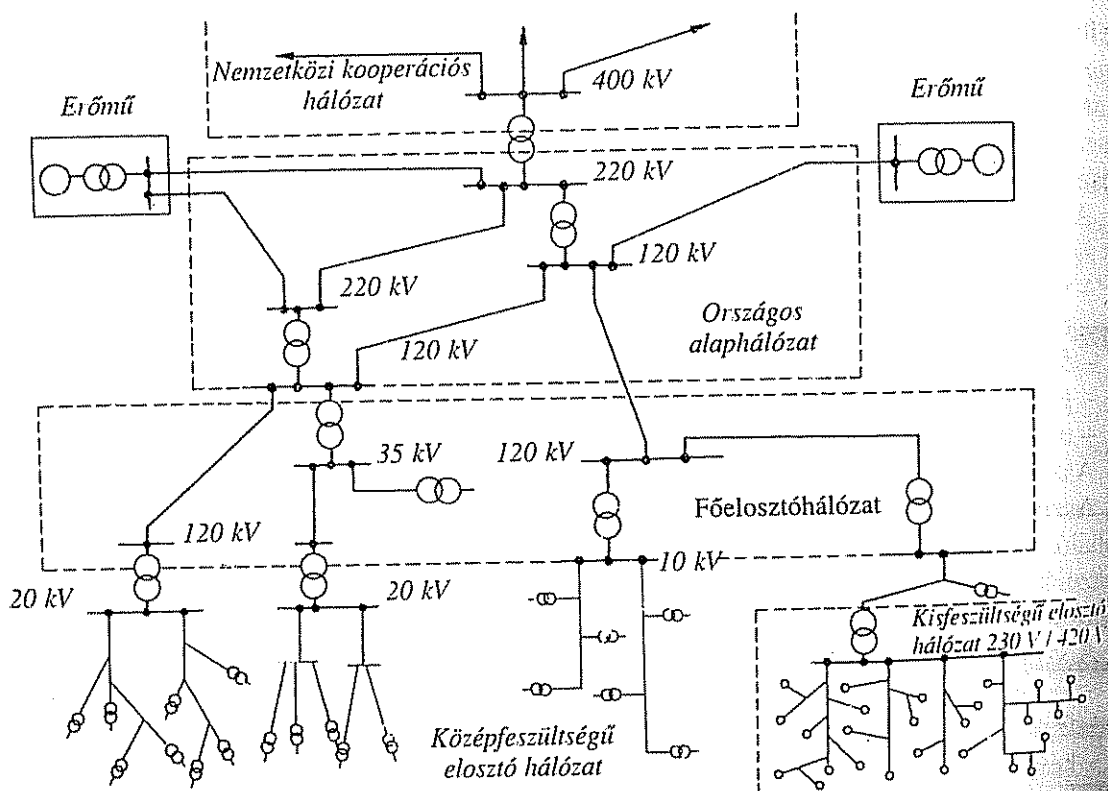 Nemzetközi kooperációs
hálózat
400 kV
Erőmű
Erőmű
220 kV
120 kV
220 kV
Országos
alaphálózat
120 kV
35 kV
120 kV
Főelosztóhálózat
120 kV
10 kV
20 kV
20 kV
Kisfeszültségű elosztó
hálózat 230 V / 420 V
Középfeszültségű
elosztó hálózat